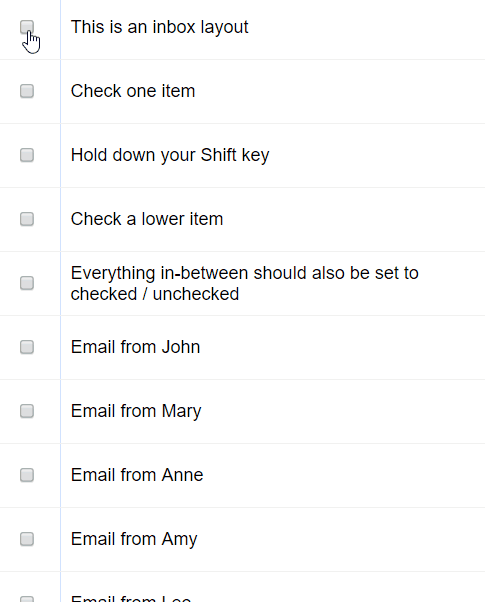 This is an inbox layout
Check one item
Hold down your Shift key
Check a lower item
Everything in-between should also be set to
checked / unchecked
Email from John
Email from Mary
Email from Anne
Email from Amy
Email from